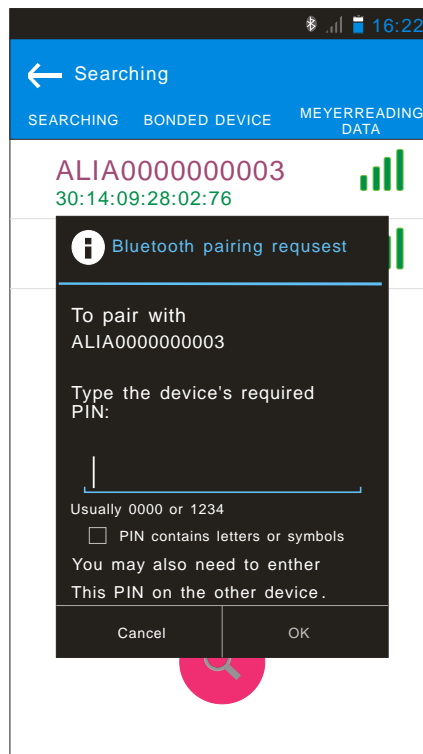 16:22
Searching
SEARCHING BONDED DEVICE MEYERREADING
DATA
ALIA0000000003
30:14:09:28:02:76
Bluetooth pairing requsest
To pair with
ALIA0000000003
Type the device's required
PIN:
Usually 0000 or 1234
PIN contains letters or symbols
You may also need to enther
This PIN on the other device.
Cancel OK